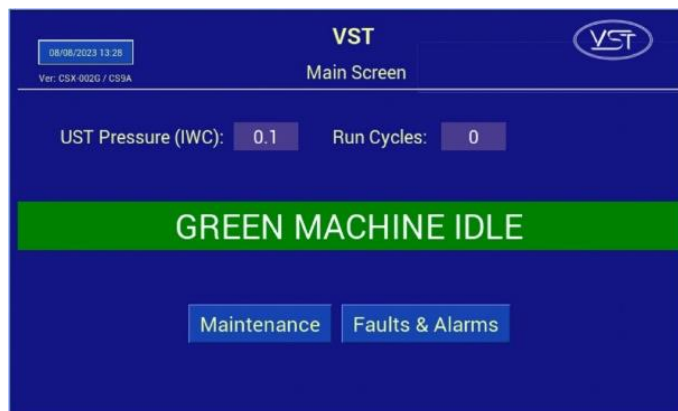 VST
VST
08/08/2023 13:28
Ver: CSX-002G / CS9A
Main Screen
UST Pressure (IWC): 0.1 Run Cycles: 0
GREEN MACHINE IDLE
Maintenance Faults & Alarms